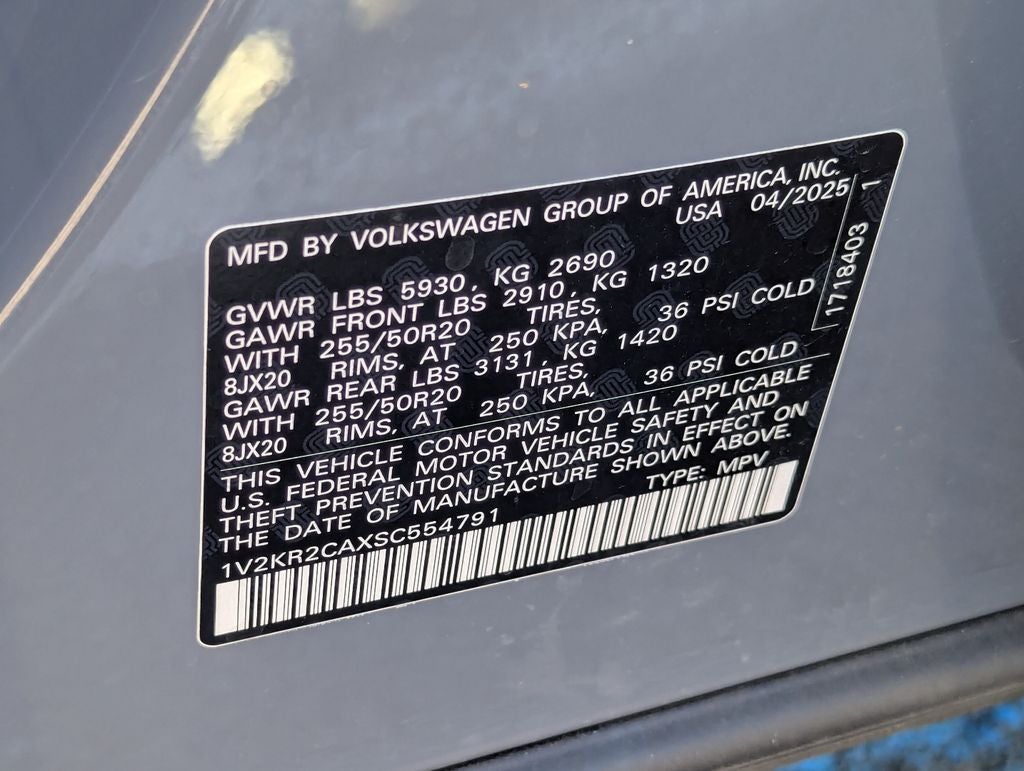 MFD BY VOLKSWAGEN GROUP OF AMERICA, INC.
USA 04/2025
GVWR LBS 5930, KG 2690
GAWR FRONT LBS 2910, KG 1320
WITH 255/50R20 TIRES,
8JX20 RIMS, AT 250 KPA, 36 PSI COLD
GAWR REAR LBS 3131, KG 1420
WITH 255/50R20 TIRES,
8JX20 RIMS, AT 250 KPA, 36 PSI COLD
THIS VEHICLE CONFORMS TO ALL APPLICABLE
U.S. FEDERAL MOTOR VEHICLE SAFETY AND
THEFT PREVENTION STANDARDS IN EFFECT ON
THE DATE OF MANUFACTURE SHOWN ABOVE.
1V2KR2CAXSC554791 TYPE: MPV
1718403 1